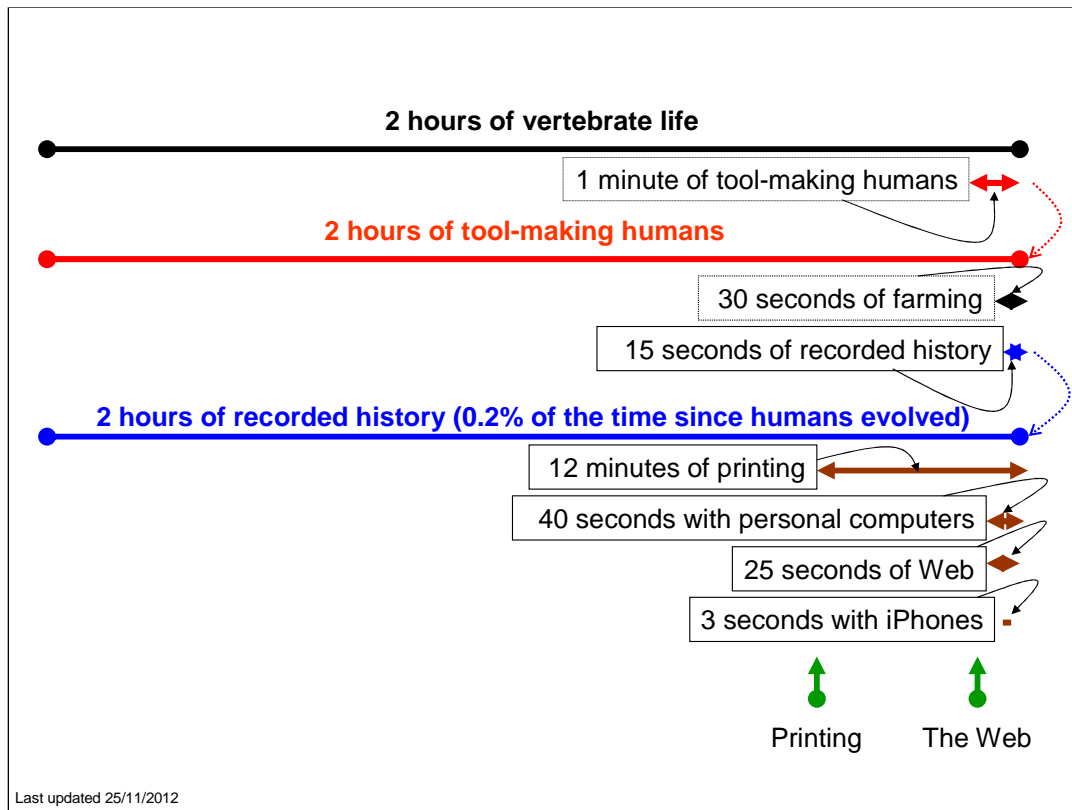 2 hours of vertebrate life
1 minute of tool-making humans
2 hours of tool-making humans
30 seconds of farming
15 seconds of recorded history
2 hours of recorded history (0.2% of the time since humans evolved)
12 minutes of printing
40 seconds with personal computers
25 seconds of Web
3 seconds with iPhones
Printing
The Web
Last updated 25/11/2012